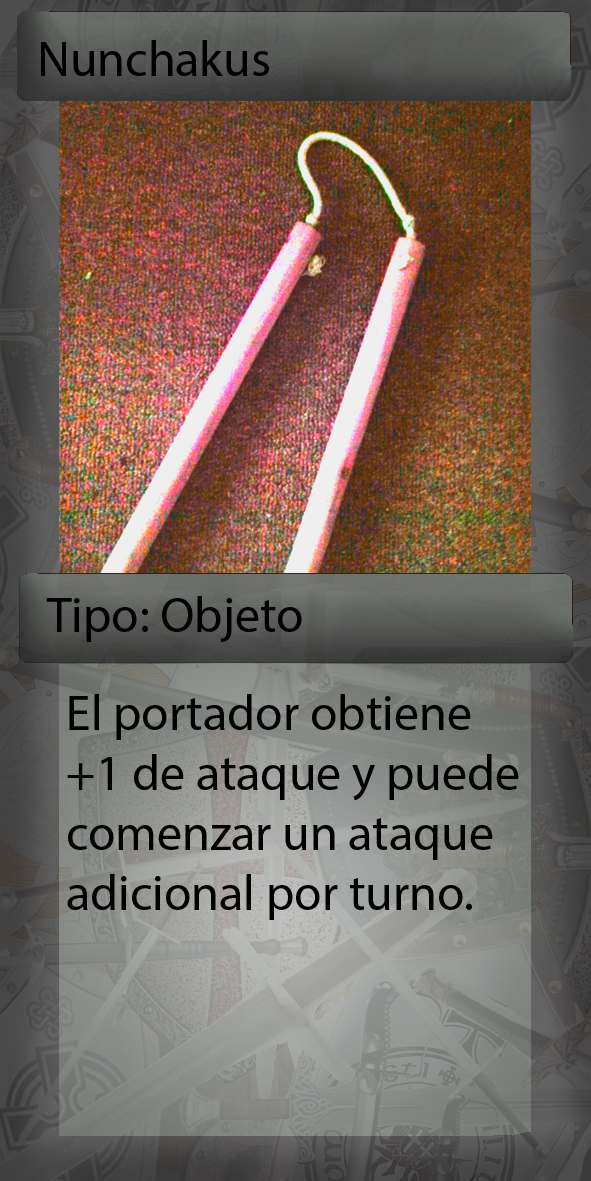 Nunchakus
Tipo: Objeto
El portador obtiene
+1 de ataque y puede
comenzar un ataque
adicional por turno.